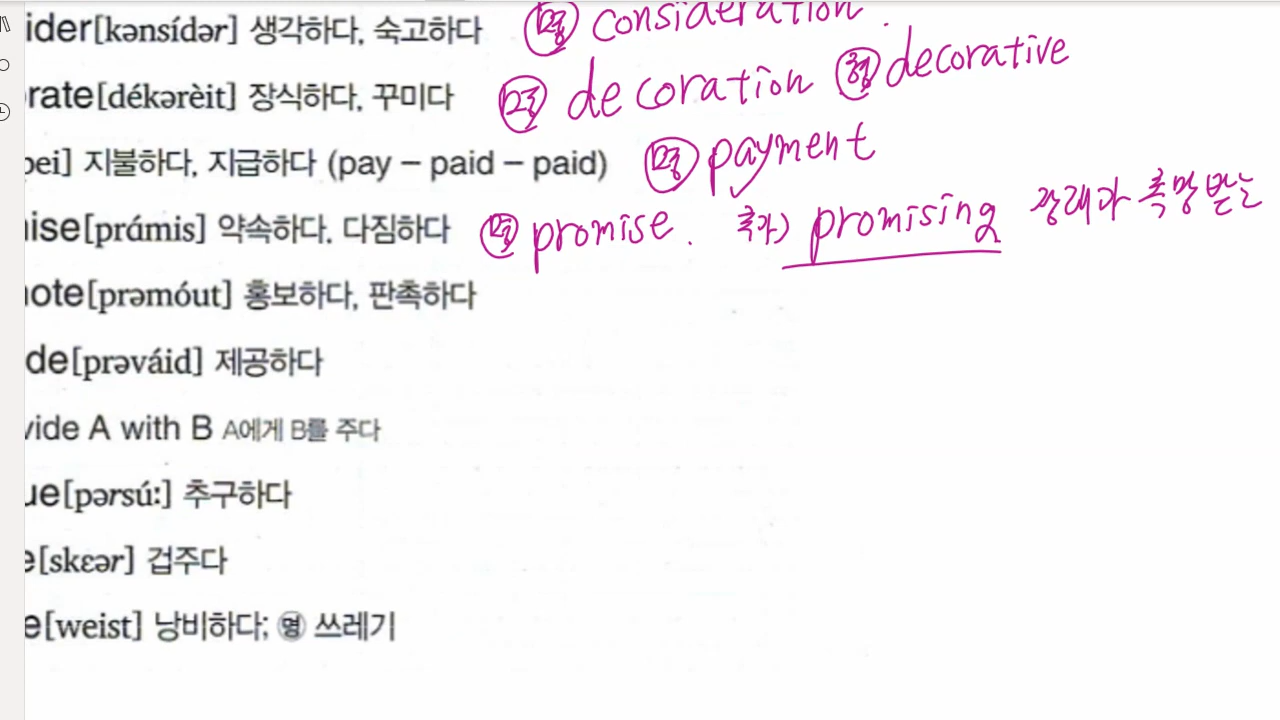 ider[kənsídər] 생각하다, 숙고하다 명 consideration.
rate[dékərèit] 장식하다, 꾸미다 명 decoration 형 decorative
pei] 지불하다, 지급하다 (pay – paid – paid) 명 payment
ise[prámis] 약속하다, 다짐하다 명 promise. 추가) promising 장래가 촉망받는
ote[prəmóut] 홍보하다, 판촉하다
de[prəváid] 제공하다
vide A with B A에게 B를 주다
ue[pərsúː] 추구하다
e[skɛər] 겁주다
e[weist] 낭비하다; 명 쓰레기